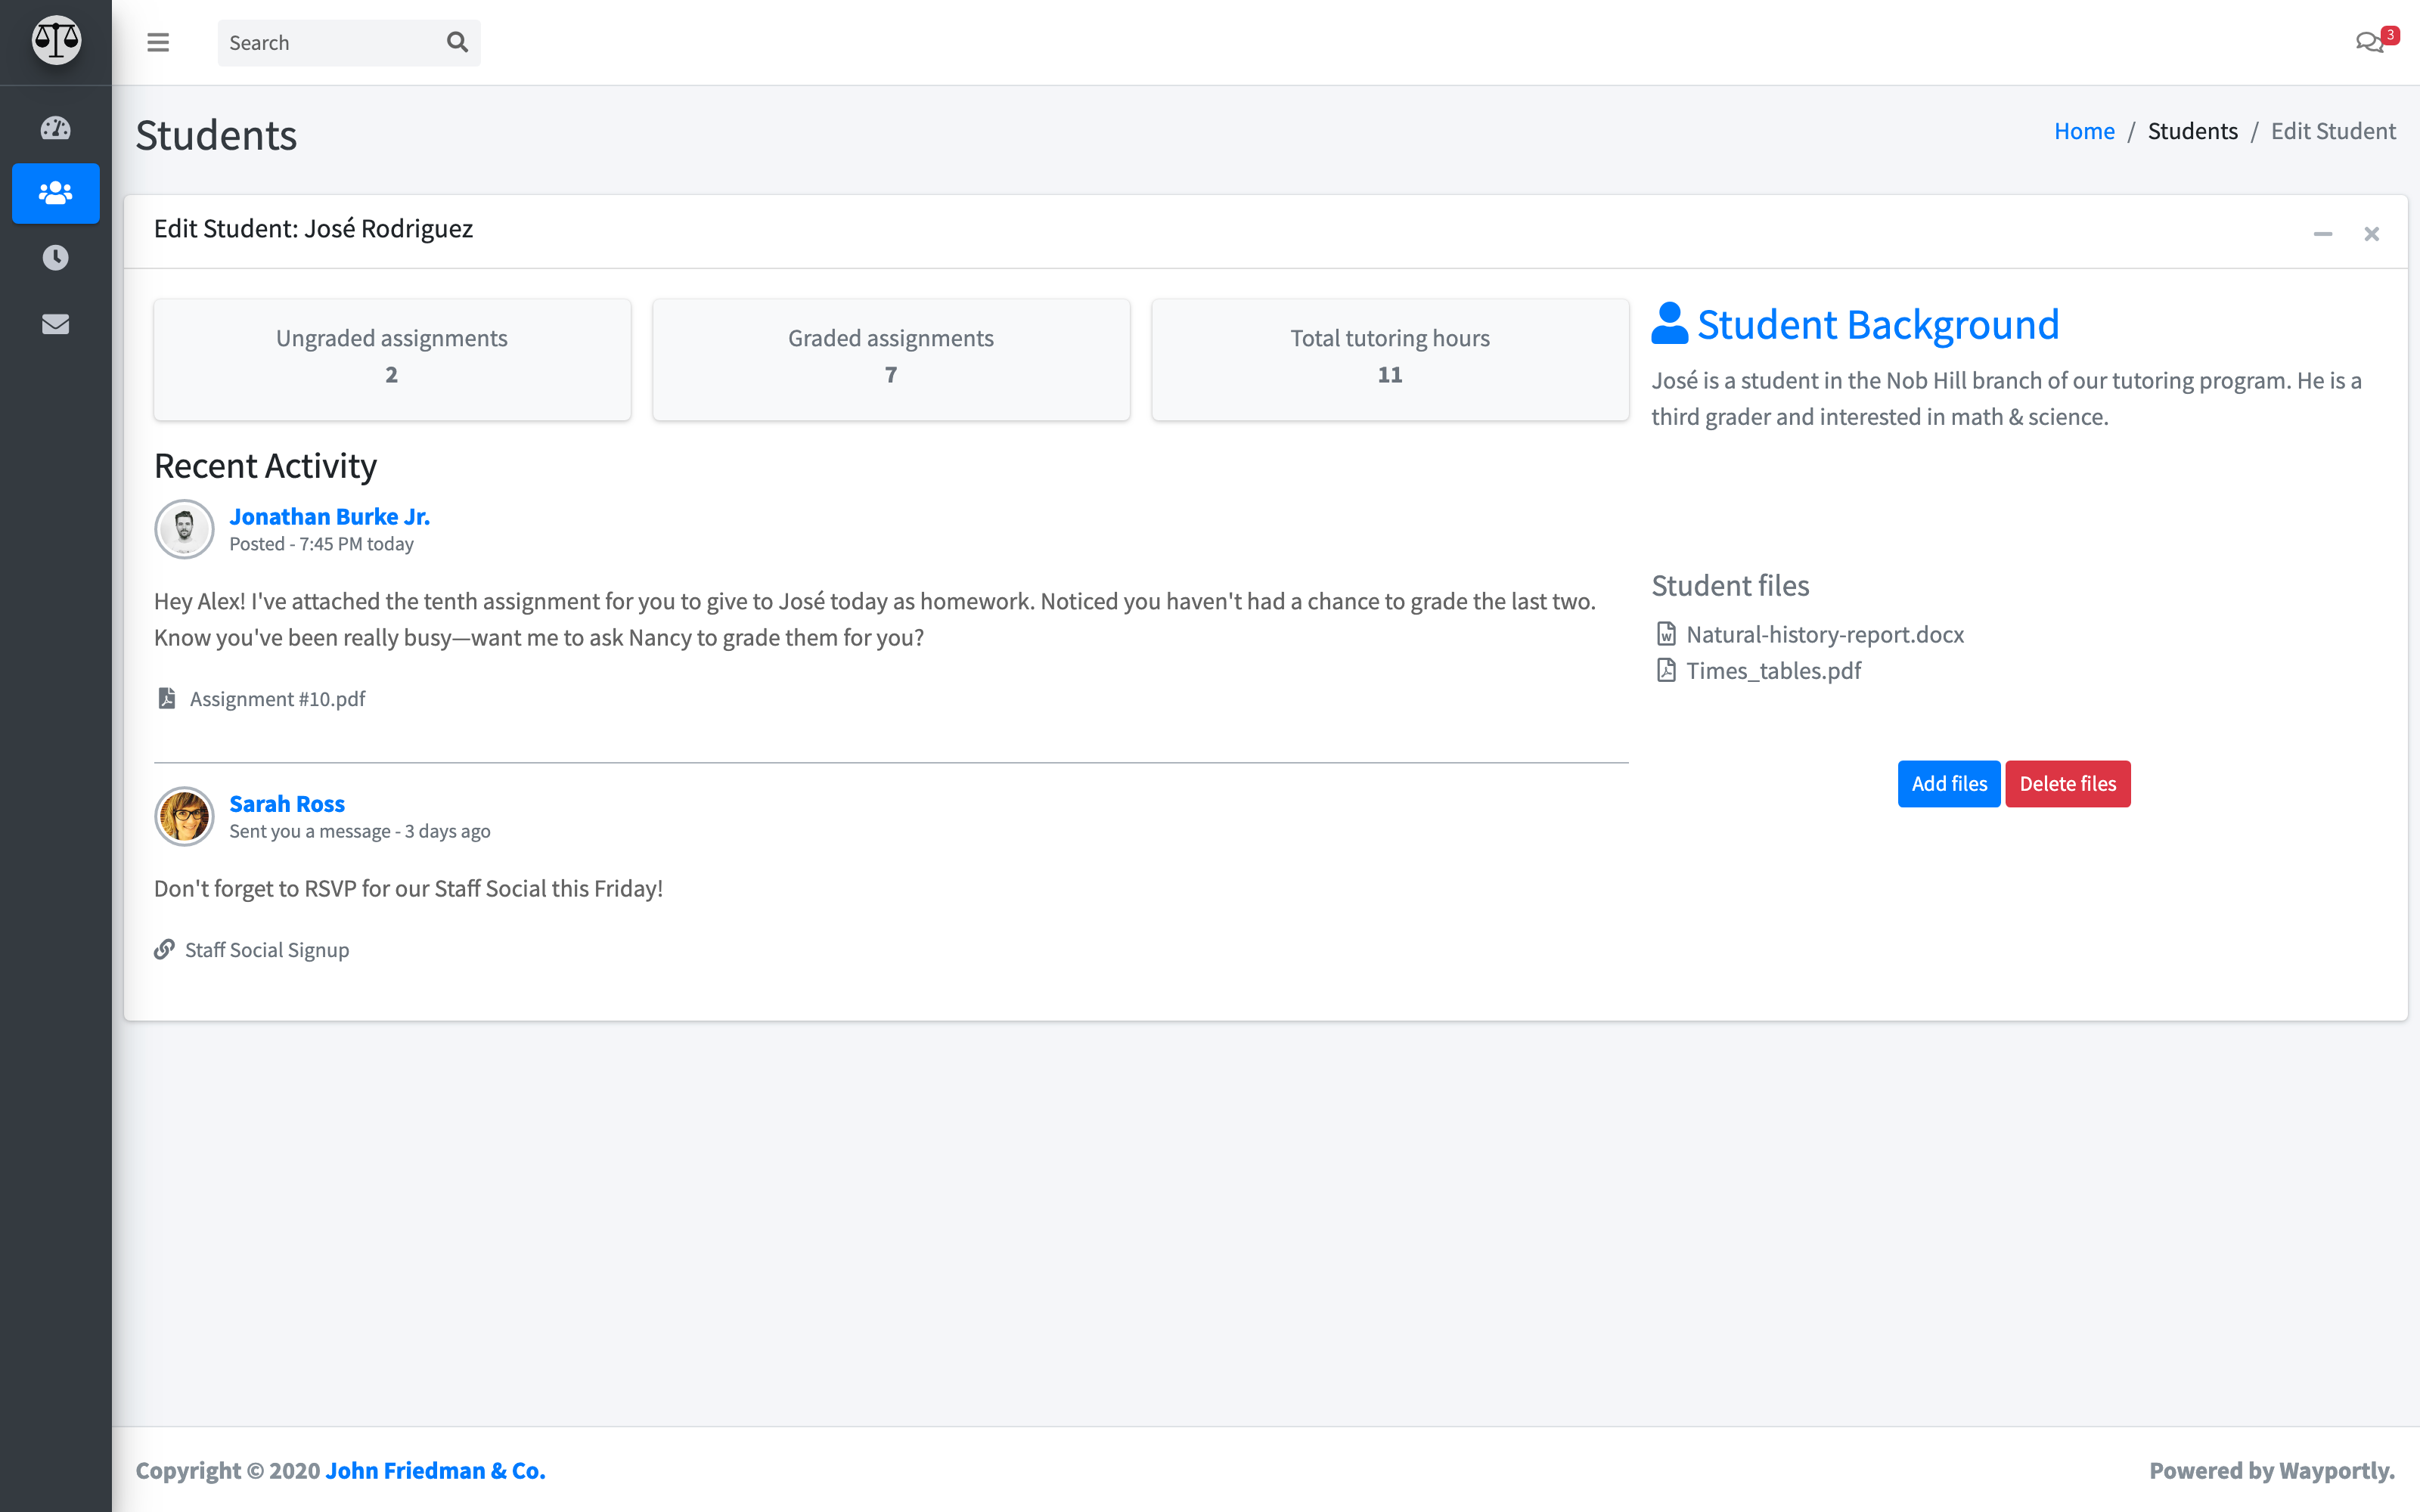 Search
3
Students
Home / Students / Edit Student
Edit Student: José Rodriguez
Ungraded assignments
2
Graded assignments
7
Total tutoring hours
11
Recent Activity
Jonathan Burke Jr.
Posted - 7:45 PM today
Hey Alex! I've attached the tenth assignment for you to give to José today as homework. Noticed you haven't had a chance to grade the last two.
Know you've been really busy—want me to ask Nancy to grade them for you?
Assignment #10.pdf
Sarah Ross
Sent you a message - 3 days ago
Don't forget to RSVP for our Staff Social this Friday!
Staff Social Signup
Student Background
José is a student in the Nob Hill branch of our tutoring program. He is a
third grader and interested in math & science.
Student files
Natural-history-report.docx
Times_tables.pdf
Add files
Delete files
Copyright © 2020 John Friedman & Co.
Powered by Wayportly.